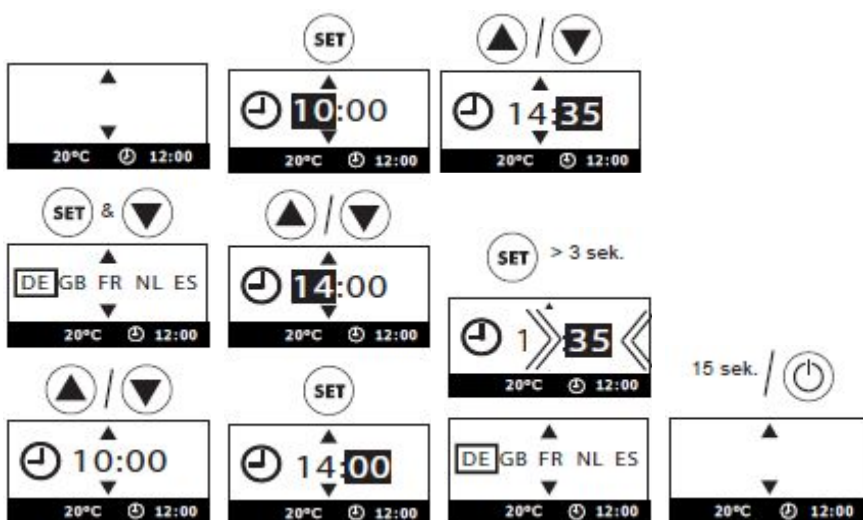 20°C 12:00
SET & 
DE GB FR NL ES
20°C 12:00
10:00
20°C 12:00
SET
10:00
20°C 12:00
14:00
20°C 12:00
SET
14:00
20°C 12:00
/
14:35
20°C 12:00
SET > 3 sek.
1 :35
20°C 12:00
DE GB FR NL ES
20°C 12:00
15 sek. /
20°C 12:00